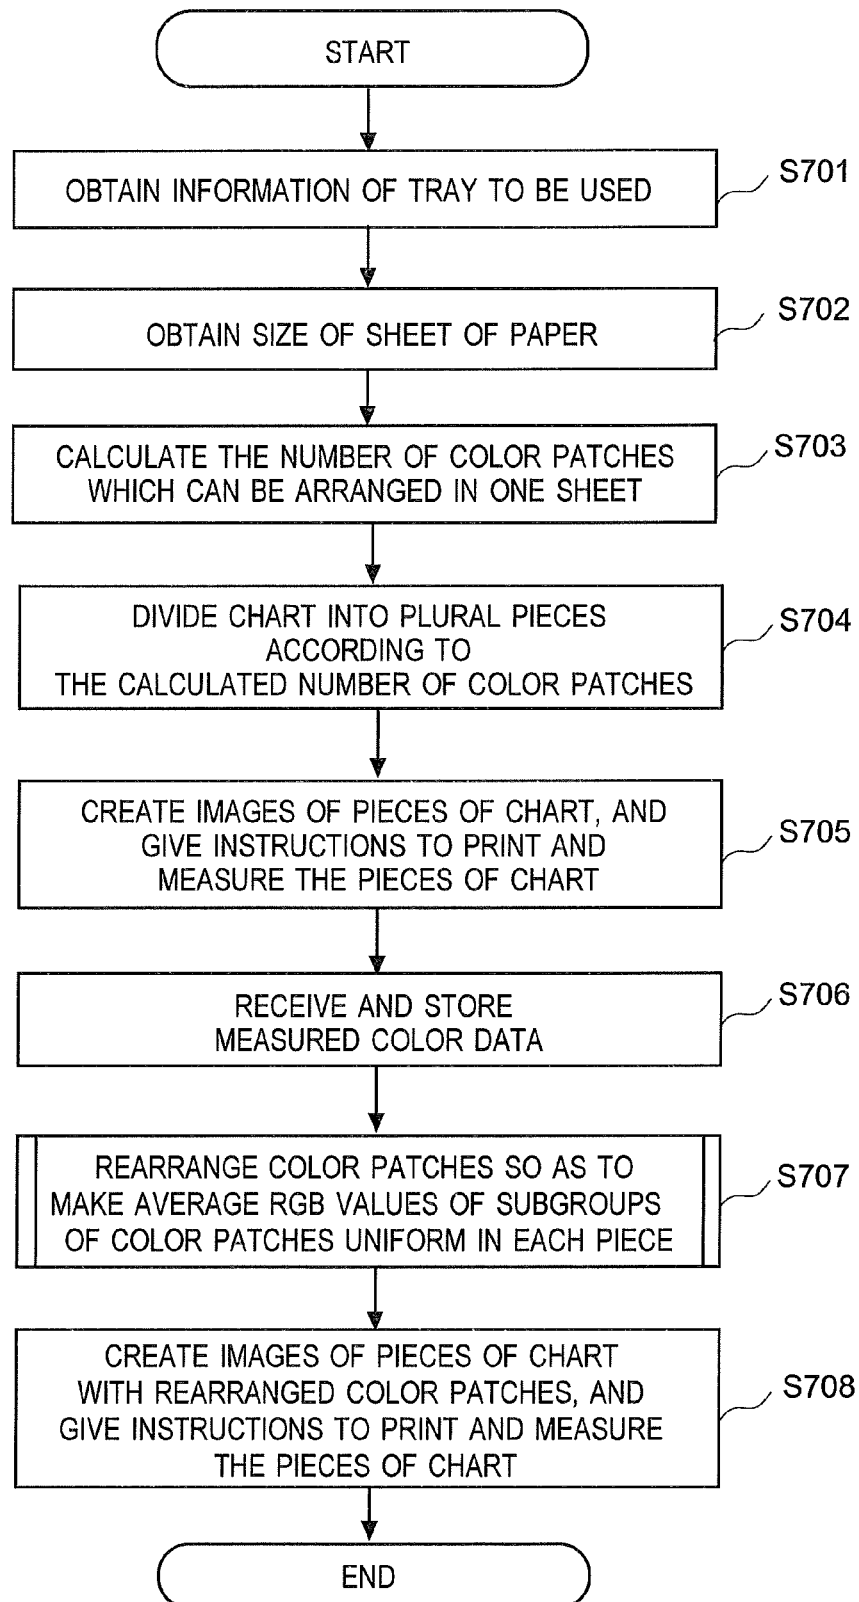 START
OBTAIN INFORMATION OF TRAY TO BE USED
S701
OBTAIN SIZE OF SHEET OF PAPER
S702
CALCULATE THE NUMBER OF COLOR PATCHES
WHICH CAN BE ARRANGED IN ONE SHEET
S703
DIVIDE CHART INTO PLURAL PIECES
ACCORDING TO
THE CALCULATED NUMBER OF COLOR PATCHES
S704
CREATE IMAGES OF PIECES OF CHART, AND
GIVE INSTRUCTIONS TO PRINT AND
MEASURE THE PIECES OF CHART
S705
RECEIVE AND STORE
MEASURED COLOR DATA
S706
REARRANGE COLOR PATCHES SO AS TO
MAKE AVERAGE RGB VALUES OF SUBGROUPS
OF COLOR PATCHES UNIFORM IN EACH PIECE
S707
CREATE IMAGES OF PIECES OF CHART
WITH REARRANGED COLOR PATCHES, AND
GIVE INSTRUCTIONS TO PRINT AND MEASURE
THE PIECES OF CHART
S708
END